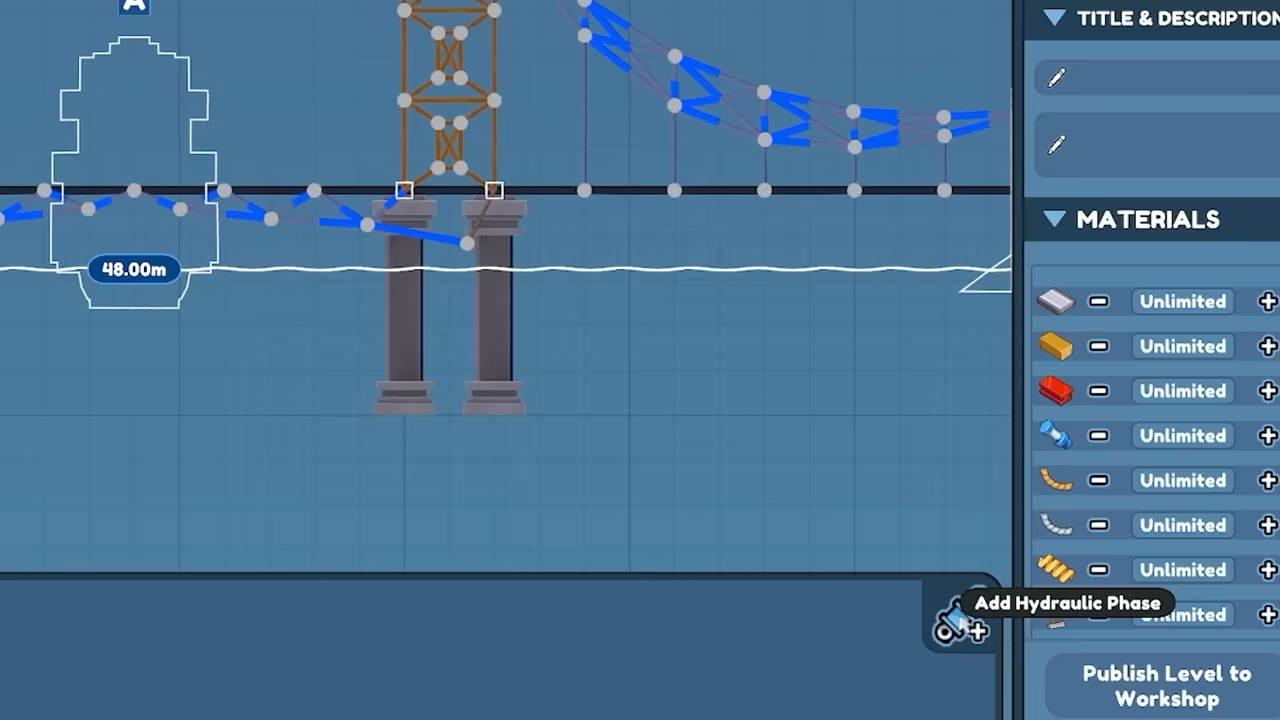 A
TITLE & DESCRIPTION
MATERIALS
48.00m
Unlimited
Unlimited
Unlimited
Unlimited
Unlimited
Unlimited
Unlimited
Add Hydraulic Phase
Unlimited
Publish Level to
Workshop